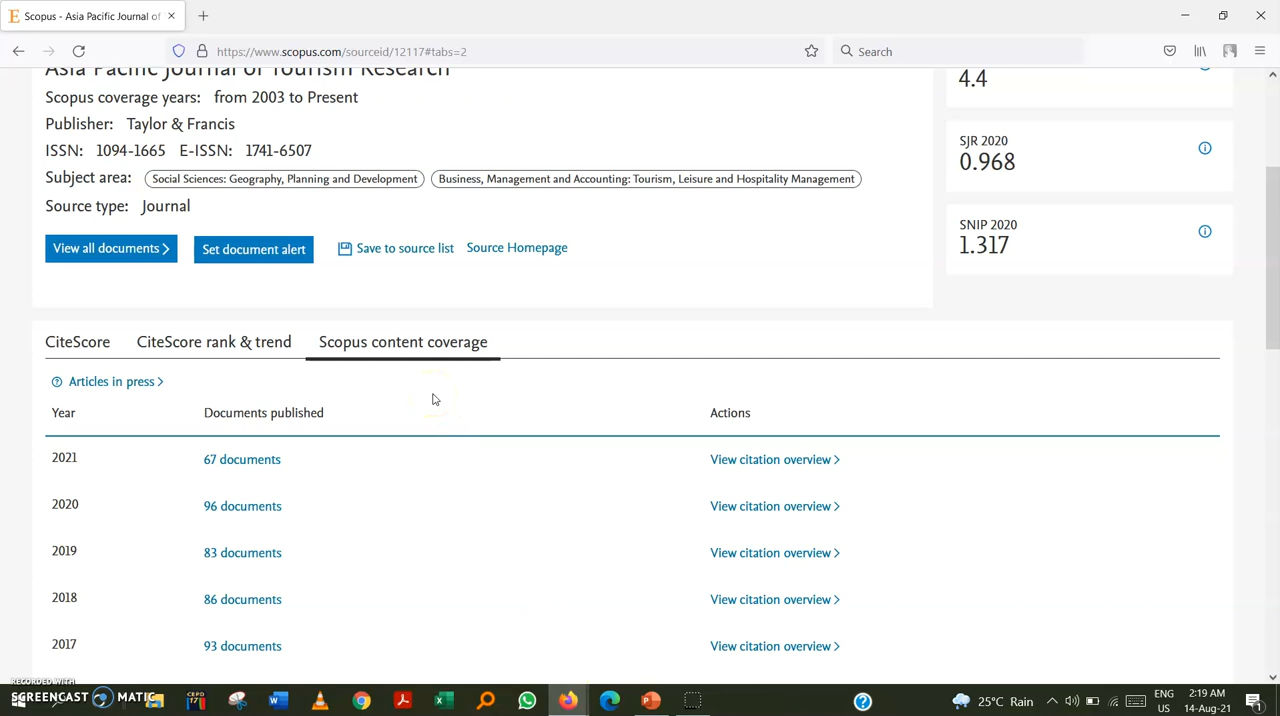 Scopus - Asia Pacific Journal of
https://www.scopus.com/sourceid/12117#tabs=2
Search
Asia Pacific Journal of Tourism Research
Scopus coverage years: from 2003 to Present
Publisher: Taylor & Francis
ISSN: 1094-1665 E-ISSN: 1741-6507
Subject area: Social Sciences: Geography, Planning and Development Business, Management and Accounting: Tourism, Leisure and Hospitality Management
Source type: Journal
View all documents > Set document alert Save to source list Source Homepage
4.4
SJR 2020
0.968
SNIP 2020
1.317
CiteScore CiteScore rank & trend Scopus content coverage
Articles in press >
Year Documents published Actions
2021 67 documents View citation overview >
2020 96 documents View citation overview >
2019 83 documents View citation overview >
2018 86 documents View citation overview >
2017 93 documents View citation overview >
RECORDED WITH
SCREENCAST MATIC
CEPD
17
25°C Rain
ENG
US
2:19 AM
14-Aug-21
1